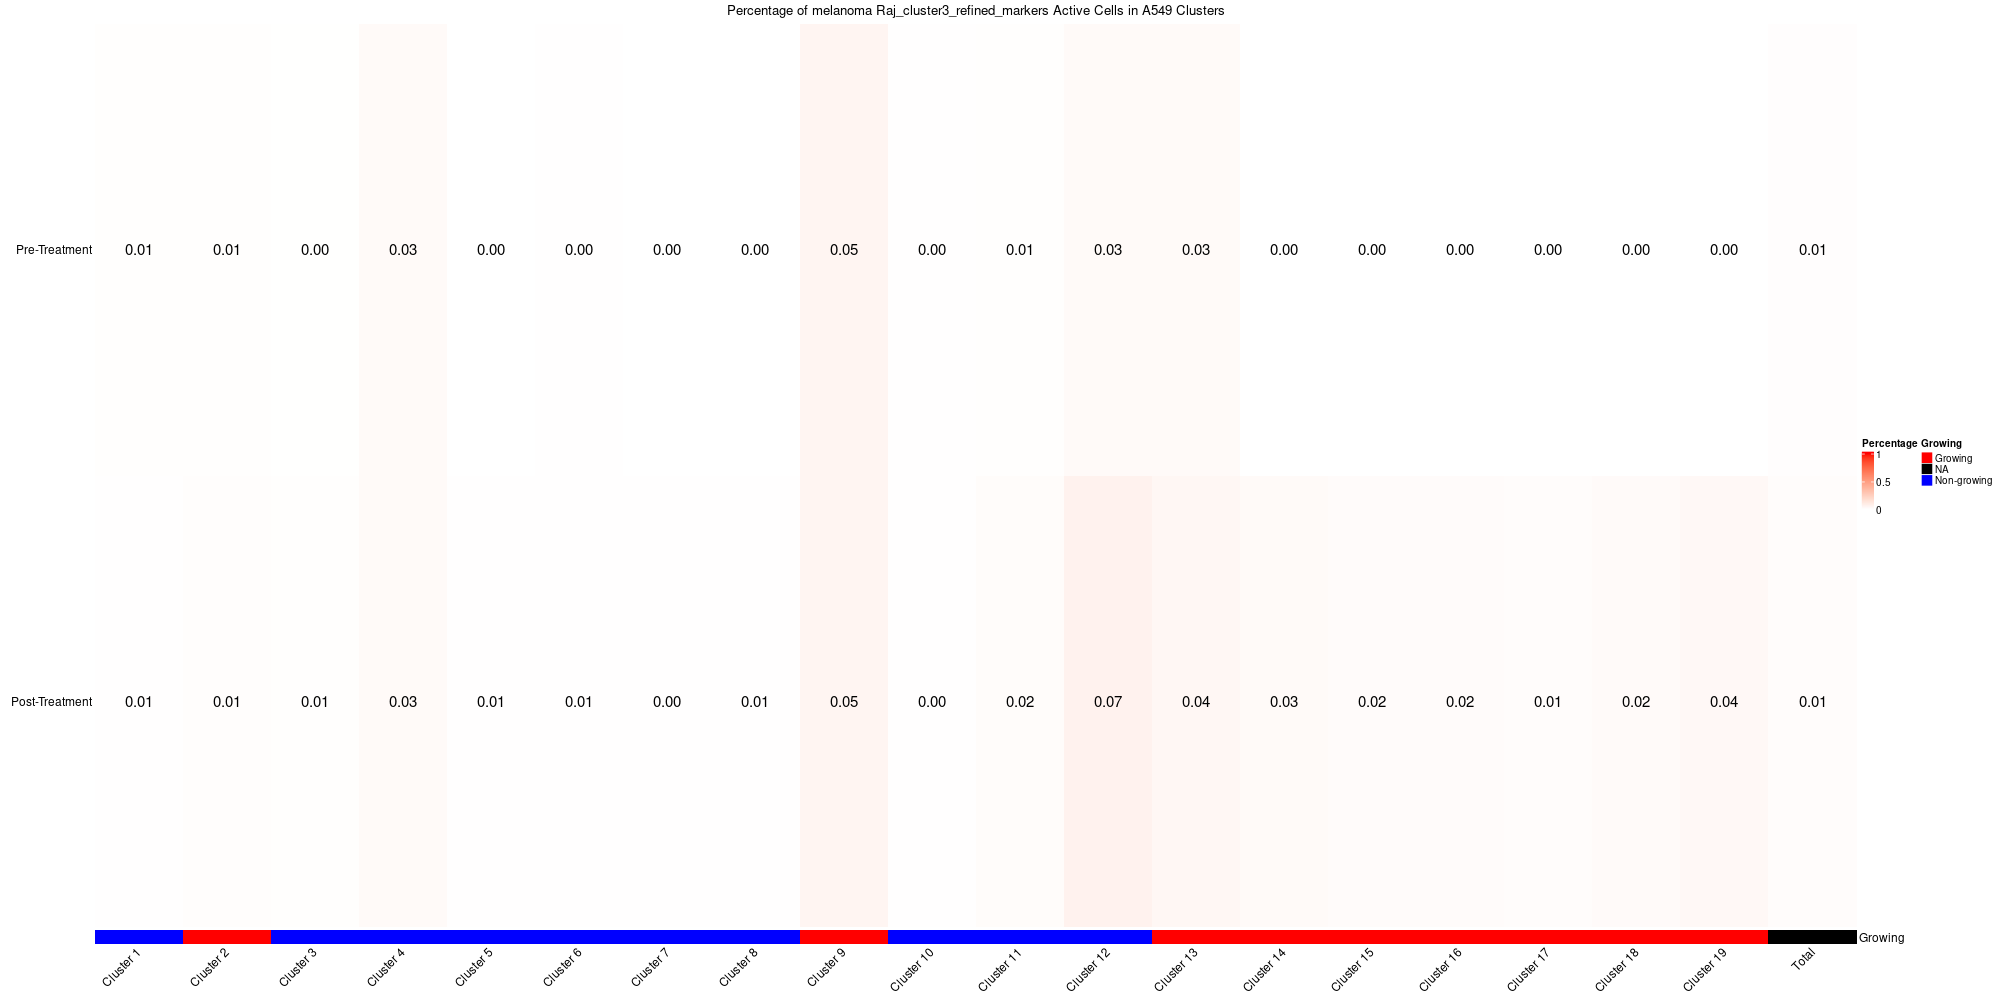 Percentage of melanoma Raj_cluster3_refined_markers Active Cells in A549 Clusters
Pre-Treatment 0.01 0.01 0.00 0.03 0.00 0.00 0.00 0.00 0.05 0.00 0.01 0.03 0.03 0.00 0.00 0.00 0.00 0.00 0.00 0.01
Percentage Growing
1 Growing
NA
0.5 Non-growing
0
Post-Treatment 0.01 0.01 0.01 0.03 0.01 0.01 0.00 0.01 0.05 0.00 0.02 0.07 0.04 0.03 0.02 0.02 0.01 0.02 0.04 0.01
Growing
Cluster 1 Cluster 2 Cluster 3 Cluster 4 Cluster 5 Cluster 6 Cluster 7 Cluster 8 Cluster 9 Cluster 10 Cluster 11 Cluster 12 Cluster 13 Cluster 14 Cluster 15 Cluster 16 Cluster 17 Cluster 18 Cluster 19 Total